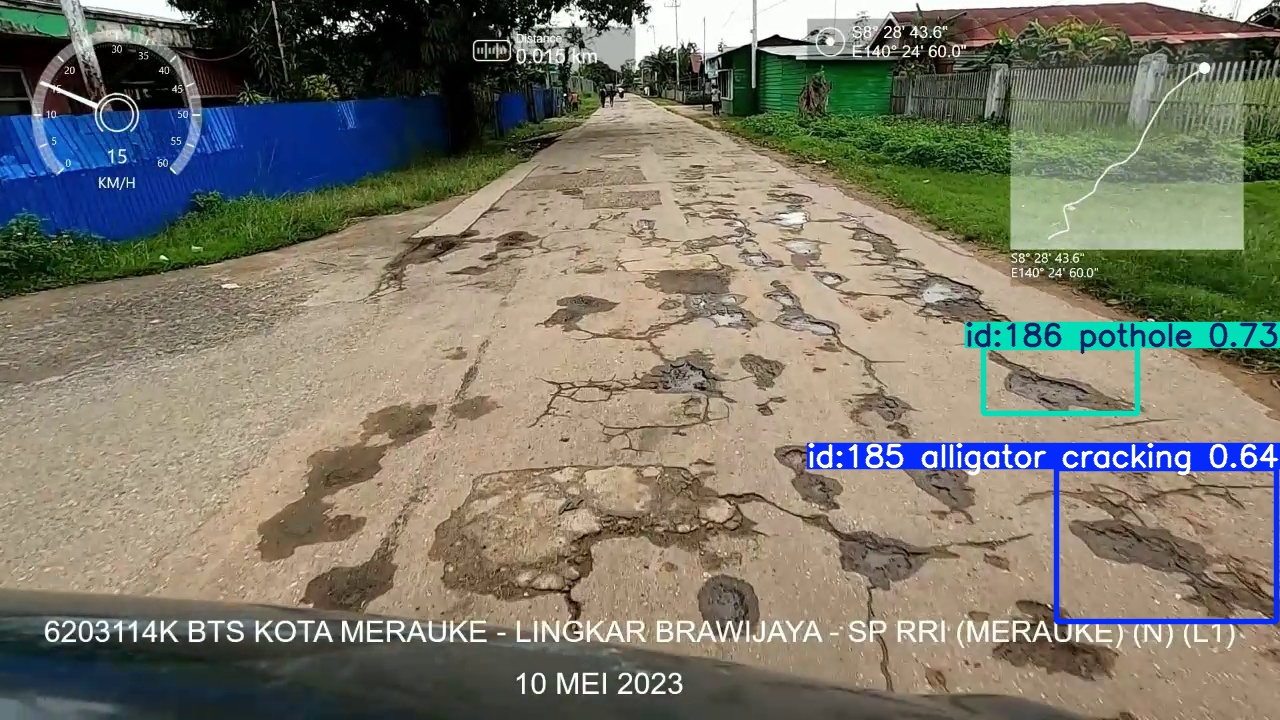 Distance
0.015 km
S8° 28' 43.6"
E140° 24' 60.0"
0
5
10
20
30
35
40
45
50
55
60
15
KM/H
S8° 28' 43.6"
E140° 24' 60.0"
id:186 pothole 0.73
id:185 alligator cracking 0.64
6203114K BTS KOTA MERAUKE - LINGKAR BRAWIJAYA - SP RRI (MERAUKE) (N) (L1)
10 MEI 2023